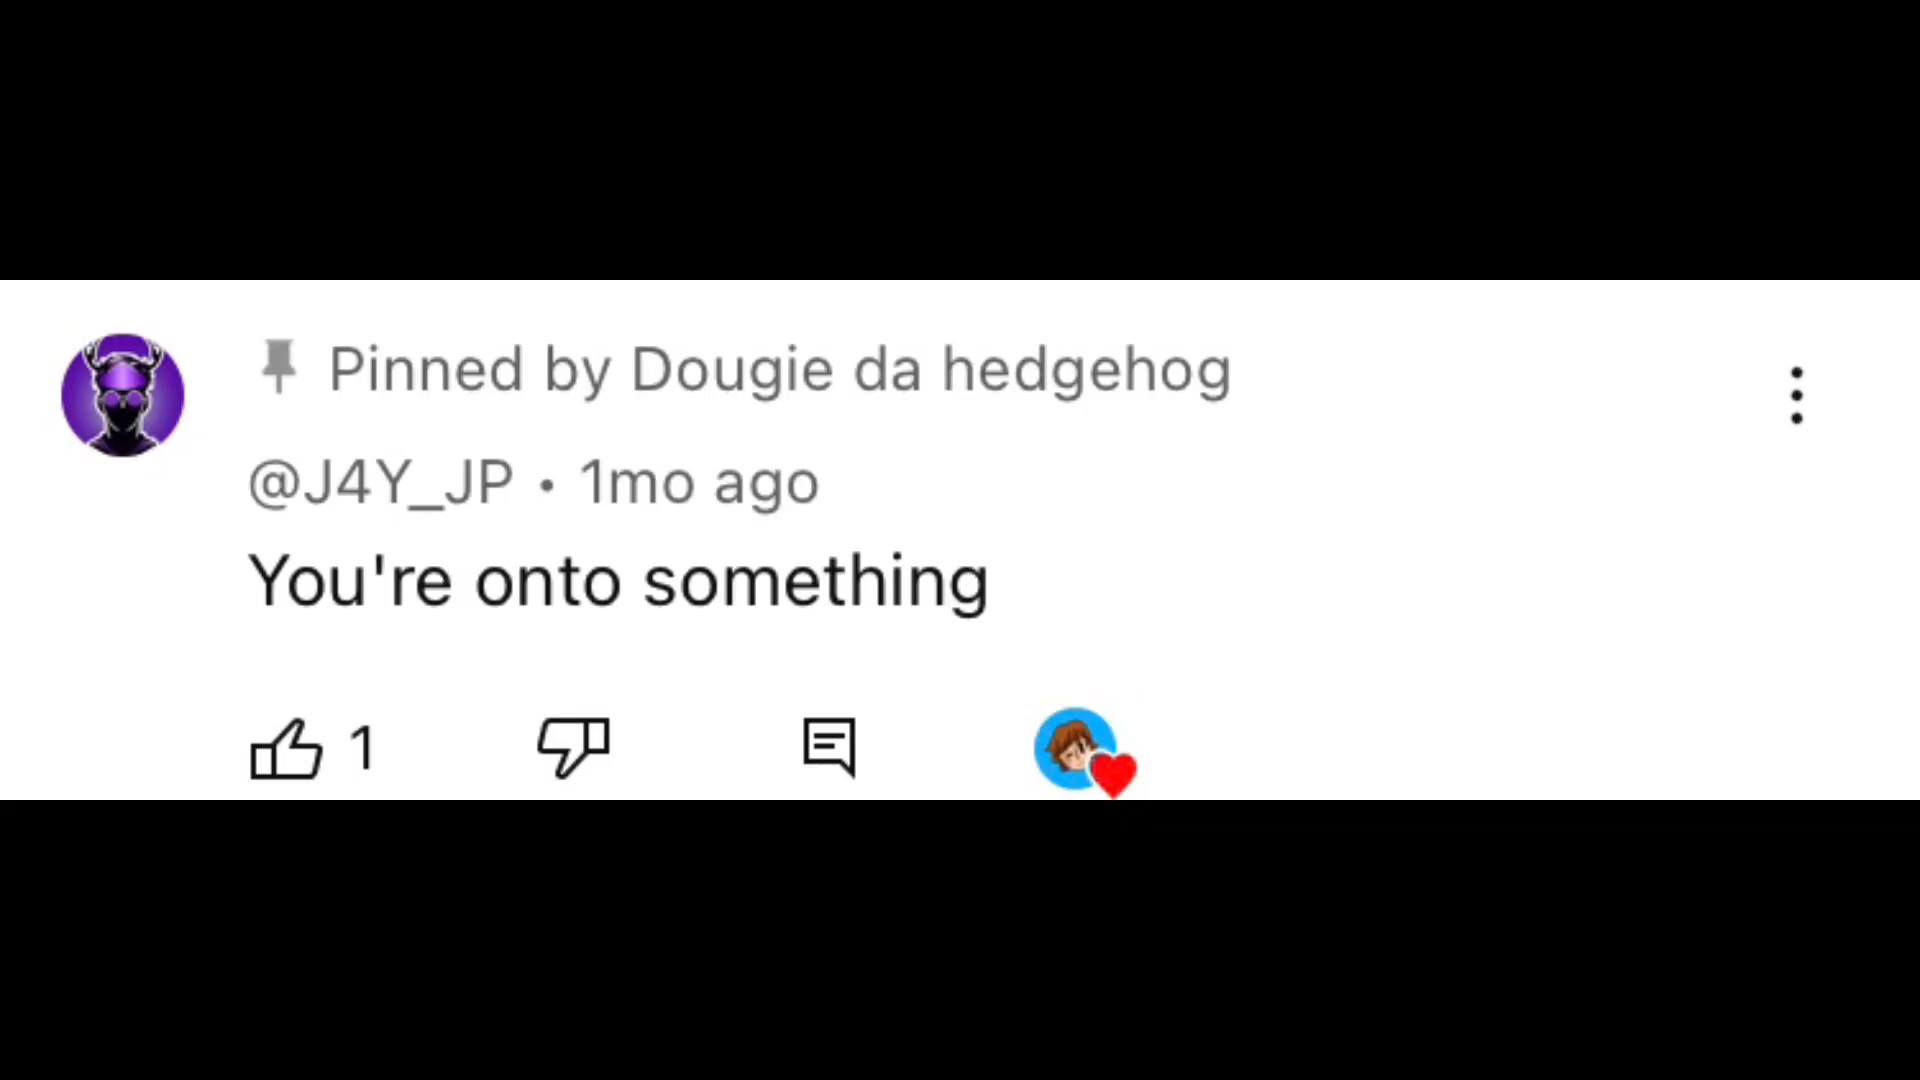 Pinned by Dougie da hedgehog
@J4Y_JP • 1mo ago
You're onto something
1